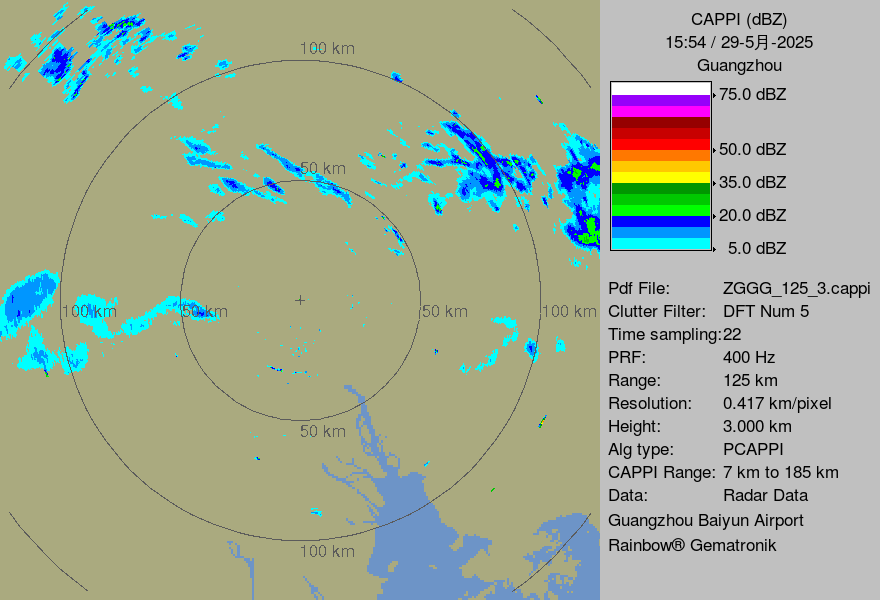 100 km
50 km
100 km
50 km
50 km
100 km
50 km
100 km
CAPPI (dBZ)
15:54 / 29-5月-2025
Guangzhou
75.0 dBZ
50.0 dBZ
35.0 dBZ
20.0 dBZ
5.0 dBZ
Pdf File: ZGGG_125_3.cappi
Clutter Filter: DFT Num 5
Time sampling:22
PRF: 400 Hz
Range: 125 km
Resolution: 0.417 km/pixel
Height: 3.000 km
Alg type: PCAPPI
CAPPI Range: 7 km to 185 km
Data: Radar Data
Guangzhou Baiyun Airport
Rainbow® Gematronik